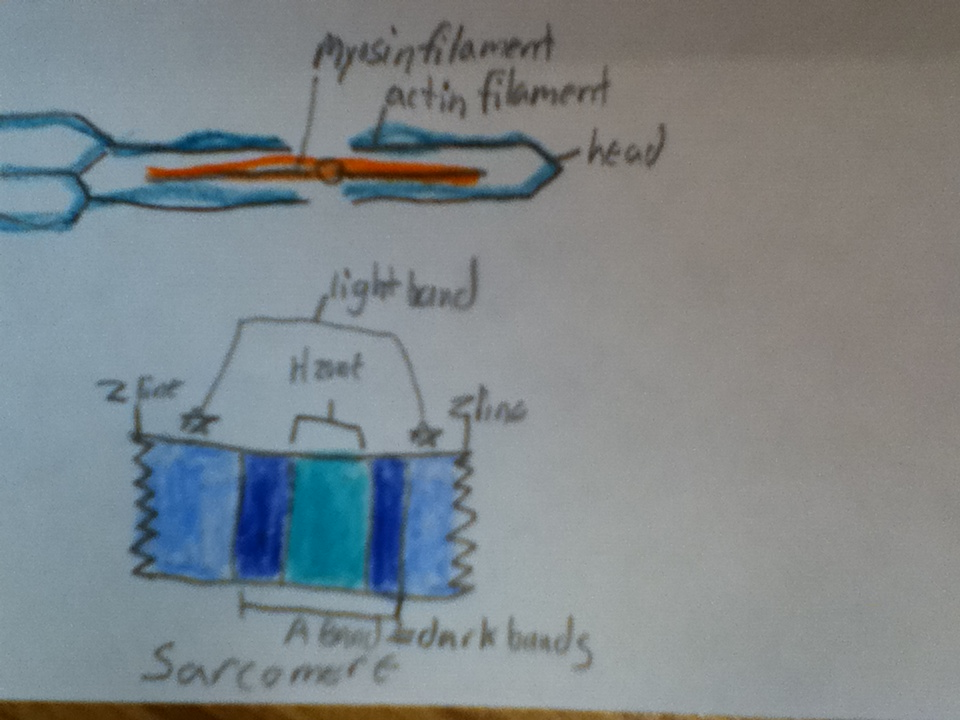 Myosin filament
actin filament
head
light band
H zone
Z line
Z line
A band
dark bands
Sarcomere